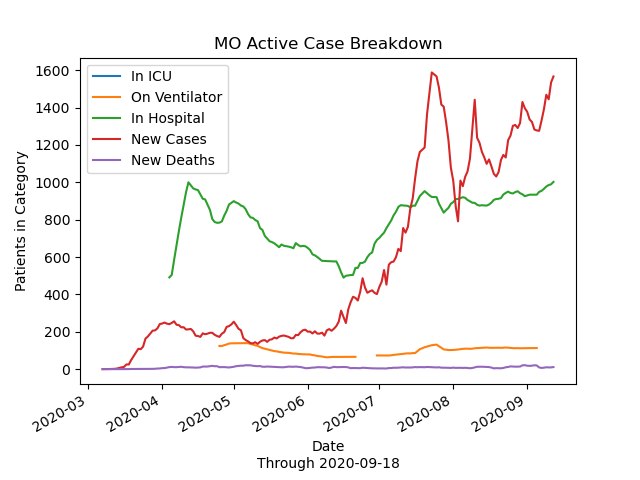 MO Active Case Breakdown
Patients in Category
1600
1400
1200
1000
800
600
400
200
0
In ICU
On Ventilator
In Hospital
New Cases
New Deaths
2020-03
2020-04
2020-05
2020-06
2020-07
2020-08
2020-09
Date
Through 2020-09-18